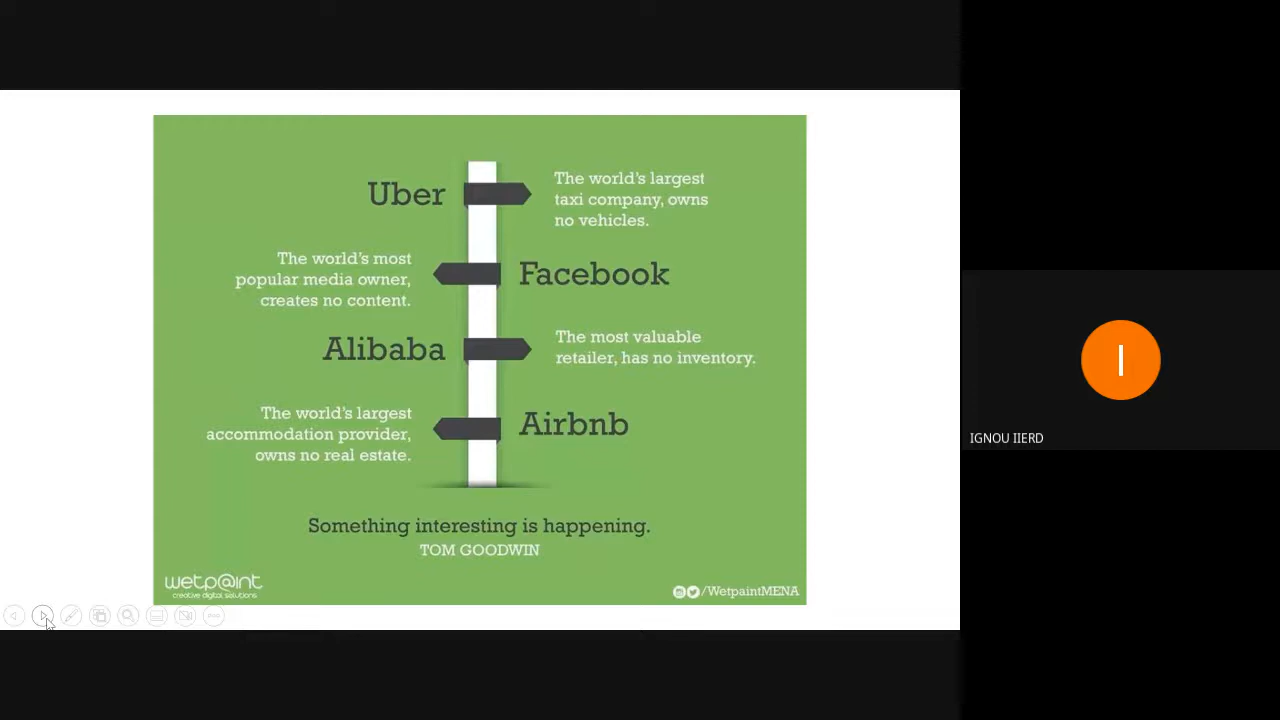 Uber
The world's largest
taxi company, owns
no vehicles.
The world's most
popular media owner,
creates no content.
Facebook
Alibaba
The most valuable
retailer, has no inventory.
The world's largest
accommodation provider,
owns no real estate.
Airbnb
Something interesting is happening.
TOM GOODWIN
wetp@int
creative digital solutions
/WetpaintMENA
I
IGNOU IIERD